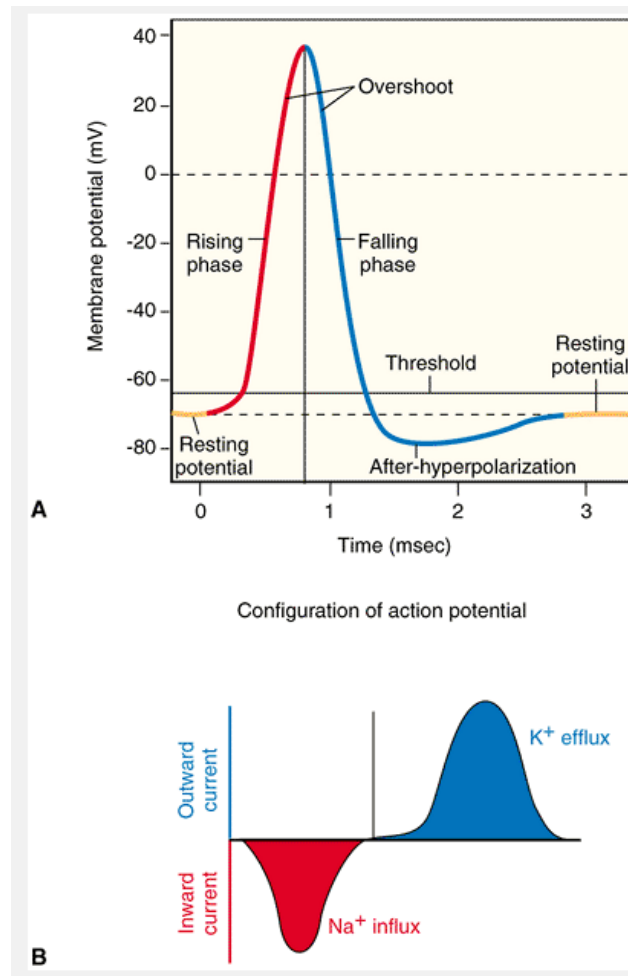 40
20
0
-20
-40
-60
-80
Membrane potential (mV)
Overshoot
Rising
phase
Falling
phase
Threshold
Resting
potential
Resting
potential
After-hyperpolarization
0
1
2
3
Time (msec)
A
Configuration of action potential
Outward
current
K⁺ efflux
Inward
current
Na⁺ influx
B